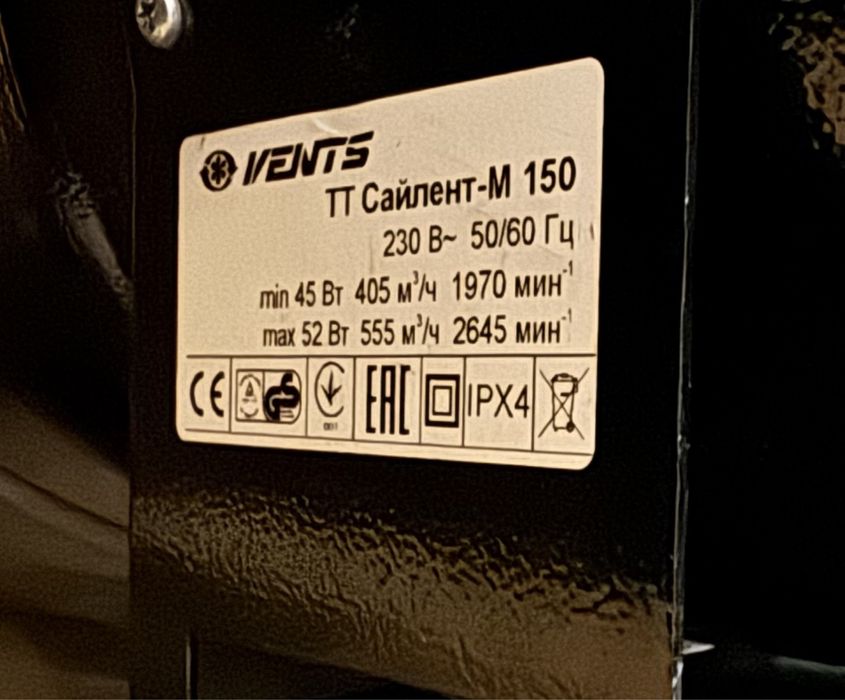 VENTS
ТТ Сайлент-М 150
230 В~ 50/60 Гц
min 45 Вт 405 м³/ч 1970 мин⁻¹
max 52 Вт 555 м³/ч 2645 мин⁻¹
CE EAC IPX4